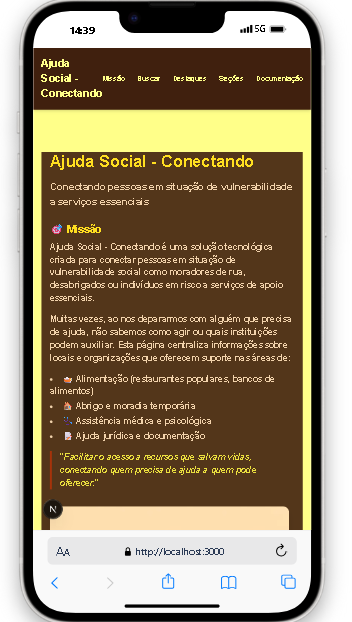 14:39
5G
Ajuda
Social -
Conectando
Missão
Buscar
Destaques
Seções
Documentação
Ajuda Social - Conectando
Conectando pessoas em situação de vulnerabilidade
a serviços essenciais
Missão
Ajuda Social - Conectando é uma solução tecnológica
criada para conectar pessoas em situação de
vulnerabilidade social como moradores de rua,
desabrigados ou indivíduos em risco a serviços de apoio
essenciais.
Muitas vezes, ao nos depararmos com alguém que precisa
de ajuda, não sabemos como agir ou quais instituições
podem auxiliar. Esta página centraliza informações sobre
locais e organizações que oferecem suporte nas áreas de:
• Alimentação (restaurantes populares, bancos de
alimentos)
• Abrigo e moradia temporária
• Assistência médica e psicológica
• Ajuda jurídica e documentação
"Facilitar o acesso a recursos que salvam vidas,
conectando quem precisa de ajuda a quem pode
oferecer."
N
AA
http://localhost:3000